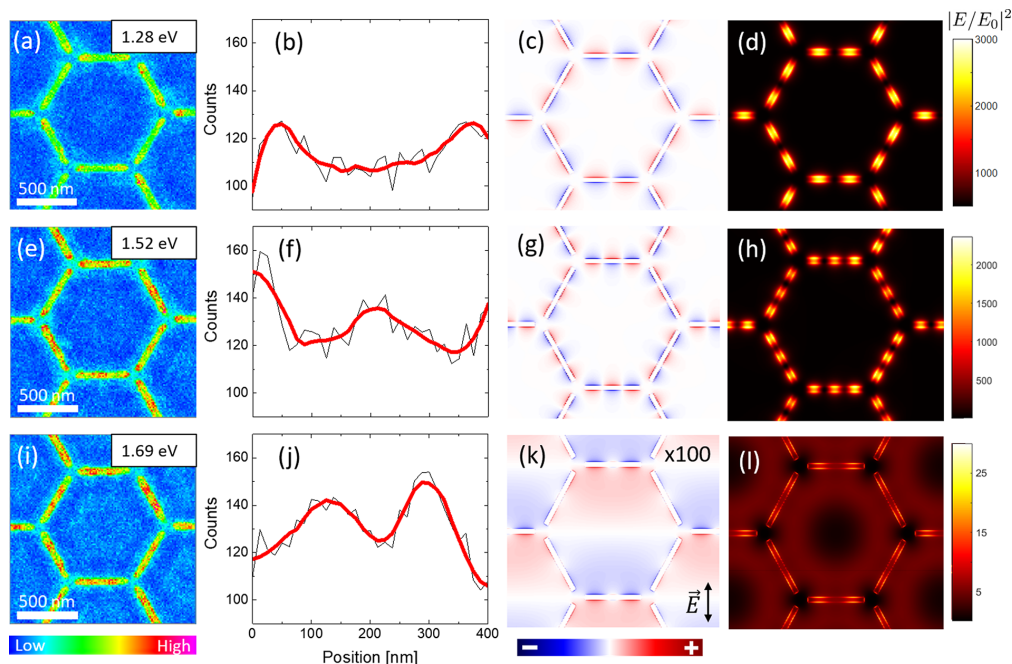 |E/E₀|²
(a) 1.28 eV
500 nm
(b)
160
140
120
100
Counts
(c)
(d)
3000
2500
2000
1500
1000
(e) 1.52 eV
500 nm
(f)
160
140
120
100
Counts
(g)
(h)
2000
1500
1000
500
(i) 1.69 eV
500 nm
(j)
160
140
120
100
Counts
0 100 200 300 400
Position [nm]
(k) x100
E
(l)
25
15
5
Low High
− +